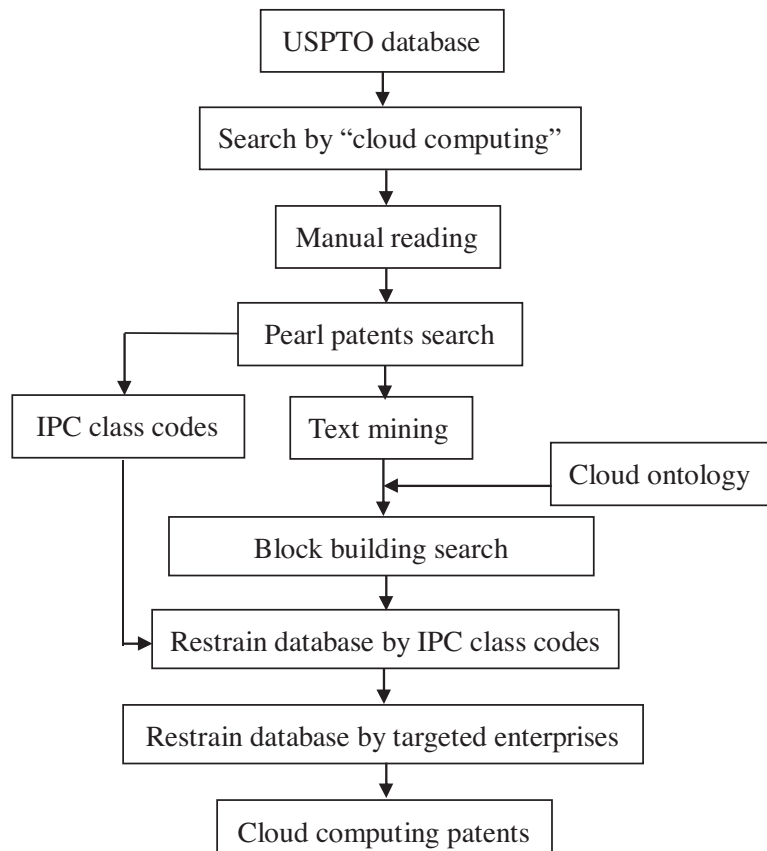 USPTO database
Search by “cloud computing”
Manual reading
Pearl patents search
IPC class codes
Text mining
Cloud ontology
Block building search
Restrain database by IPC class codes
Restrain database by targeted enterprises
Cloud computing patents